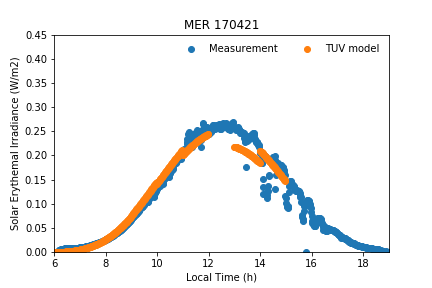 MER 170421
Measurement TUV model
0.45
0.40
0.35
0.30
0.25
0.20
0.15
0.10
0.05
0.00
Solar Erythemal Irradiance (W/m2)
6 8 10 12 14 16 18
Local Time (h)